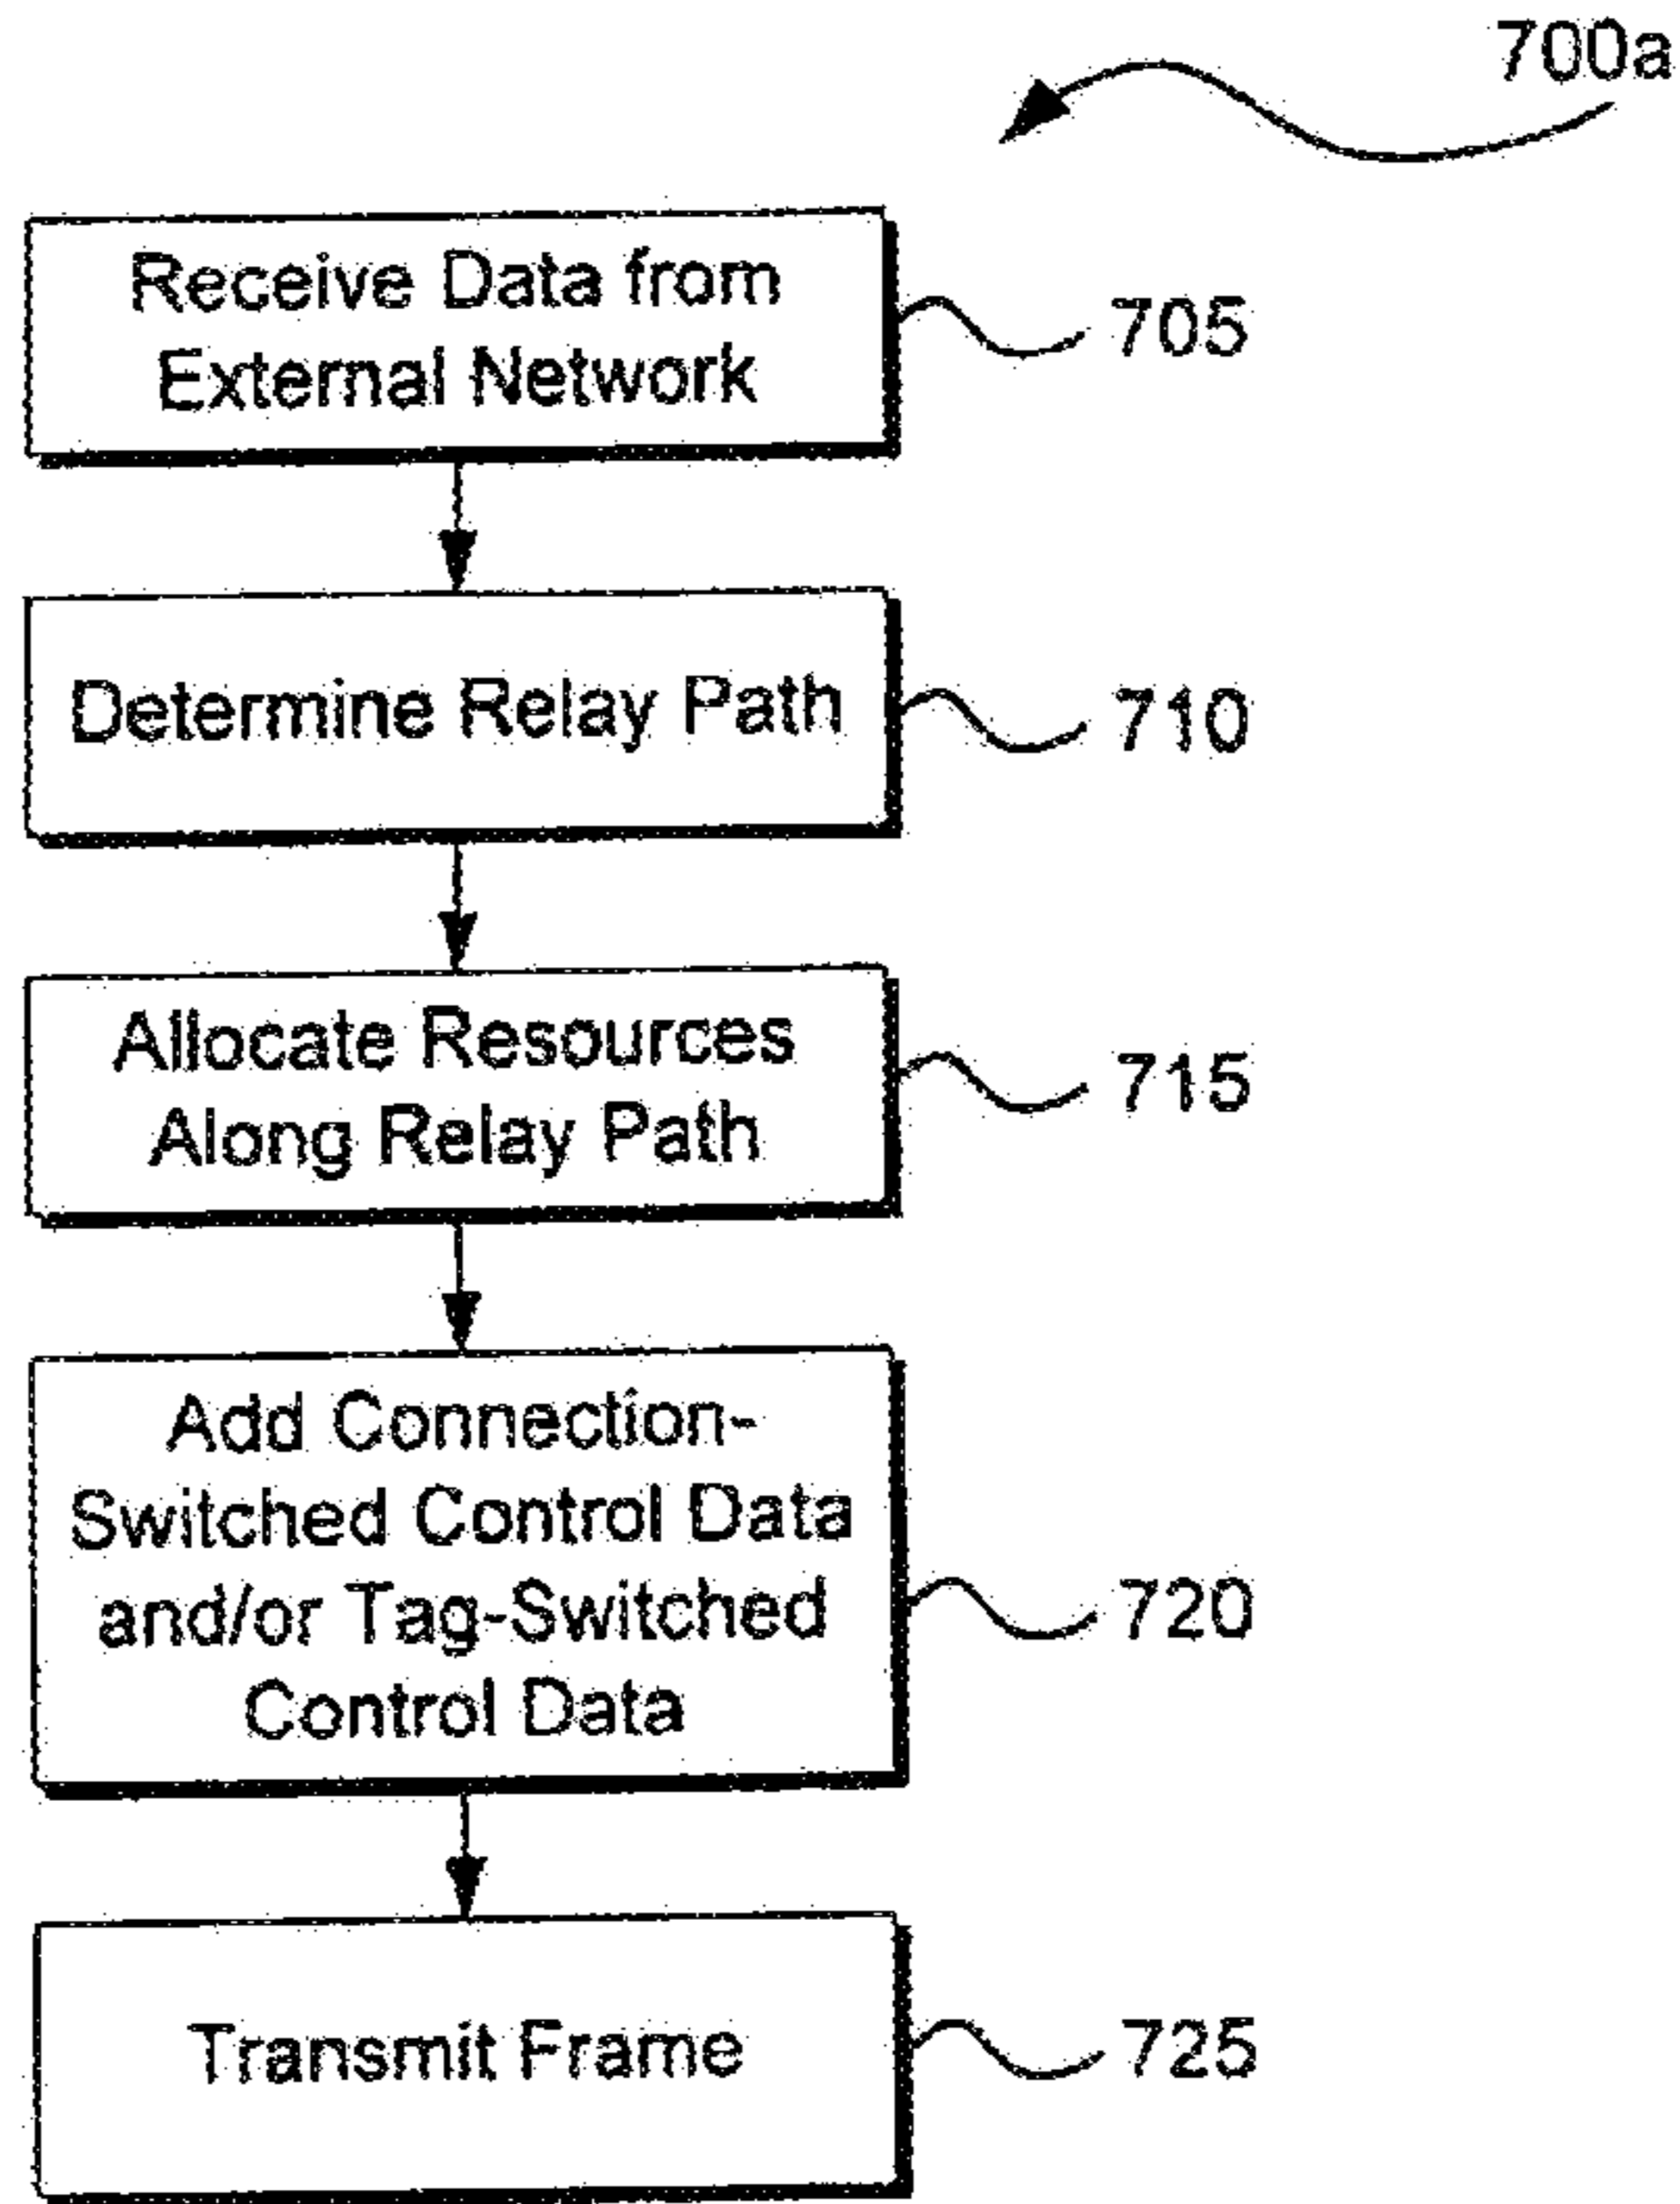 700a
Receive Data from
External Network
705
Determine Relay Path
710
Allocate Resources
Along Relay Path
715
Add Connection-
Switched Control Data
and/or Tag-Switched
Control Data
720
Transmit Frame
725